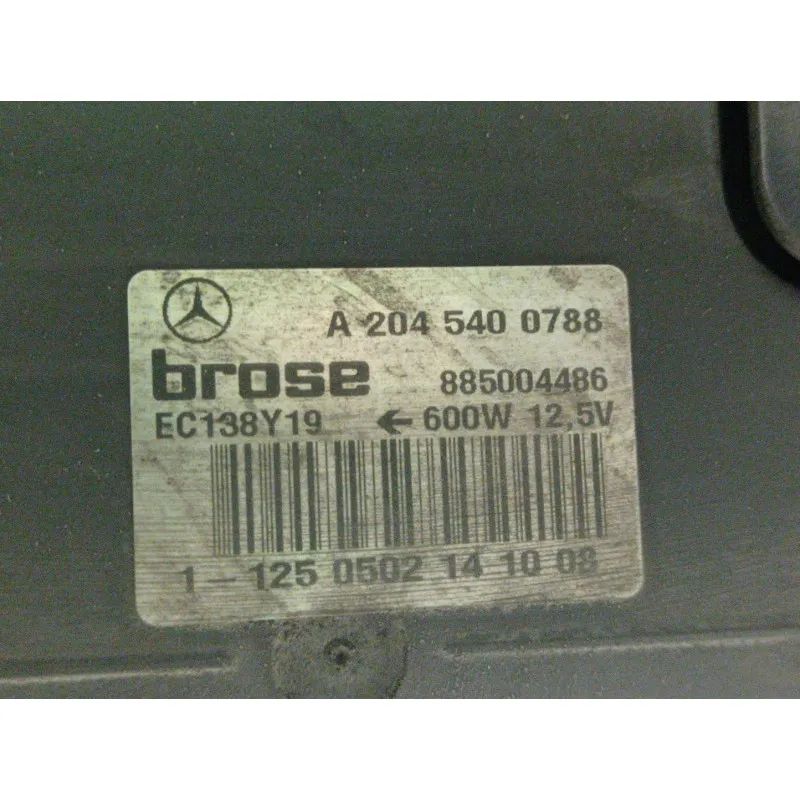 A 204 540 0788
brose 885004486
EC138Y19 ← 600W 12,5V
1-125 0502 14 10 08